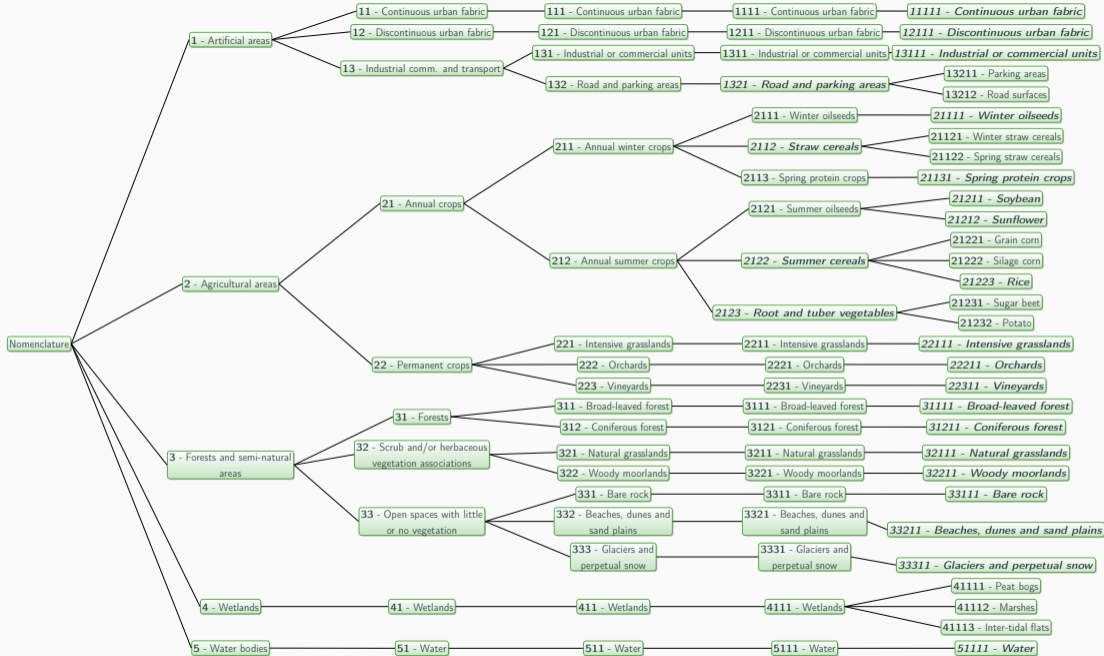 11 - Continuous urban fabric 111 - Continuous urban fabric 1111 - Continuous urban fabric 11111 - Continuous urban fabric
12 - Discontinuous urban fabric 121 - Discontinuous urban fabric 1211 - Discontinuous urban fabric 12111 - Discontinuous urban fabric
1 - Artificial areas
131 - Industrial or commercial units 1311 - Industrial or commercial units 13111 - Industrial or commercial units
13 - Industrial comm. and transport
13211 - Parking areas
132 - Road and parking areas 1321 - Road and parking areas
13212 - Road surfaces
2111 - Winter oilseeds 21111 - Winter oilseeds
21121 - Winter straw cereals
211 - Annual winter crops 2112 - Straw cereals
21122 - Spring straw cereals
2113 - Spring protein crops 21131 - Spring protein crops
21211 - Soybean
21 - Annual crops
2121 - Summer oilseeds
21212 - Sunflower
21221 - Grain corn
212 - Annual summer crops 2122 - Summer cereals 21222 - Silage corn
21223 - Rice
2 - Agricultural areas
21231 - Sugar beet
2123 - Root and tuber vegetables
21232 - Potato
Nomenclature
221 - Intensive grasslands 2211 - Intensive grasslands 22111 - Intensive grasslands
22 - Permanent crops 222 - Orchards 2221 - Orchards 22211 - Orchards
223 - Vineyards 2231 - Vineyards 22311 - Vineyards
311 - Broad-leaved forest 3111 - Broad-leaved forest 31111 - Broad-leaved forest
31 - Forests
312 - Coniferous forest 3121 - Coniferous forest 31211 - Coniferous forest
32 - Scrub and/or herbaceous
vegetation associations
321 - Natural grasslands 3211 - Natural grasslands 32111 - Natural grasslands
3 - Forests and semi-natural
areas
322 - Woody moorlands 3221 - Woody moorlands 32211 - Woody moorlands
331 - Bare rock 3311 - Bare rock 33111 - Bare rock
33 - Open spaces with little
or no vegetation
332 - Beaches, dunes and
sand plains
3321 - Beaches, dunes and
sand plains
33211 - Beaches, dunes and sand plains
333 - Glaciers and
perpetual snow
3331 - Glaciers and
perpetual snow
33311 - Glaciers and perpetual snow
41111 - Peat bogs
4 - Wetlands 41 - Wetlands 411 - Wetlands 4111 - Wetlands 41112 - Marshes
41113 - Inter-tidal flats
5 - Water bodies 51 - Water 511 - Water 5111 - Water 51111 - Water